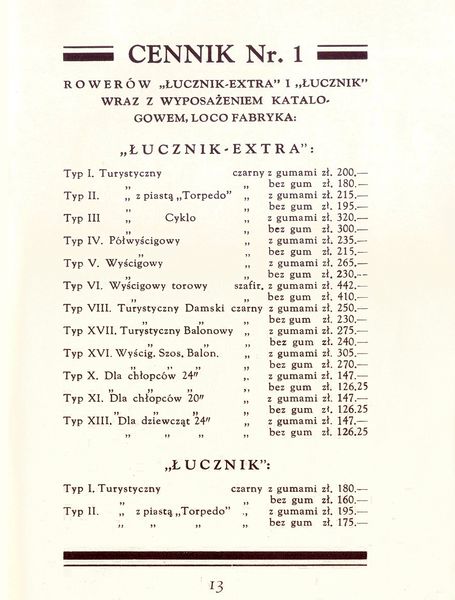 CENNIK Nr. 1
ROWERÓW „ŁUCZNIK-EXTRA” I „ŁUCZNIK”
WRAZ Z WYPOSAŻENIEM KATALO-
GOWEM, LOCO FABRYKA:
„ŁUCZNIK-EXTRA”:
Typ I. Turystyczny czarny z gumami zł. 200.—
„ „ bez gum zł. 180.—
Typ II. „ z piastą „Torpedo” „ z gumami zł. 215.—
„ „ bez gum zł. 195.—
Typ III „ Cyklo „ z gumami zł. 320.—
„ „ bez gum zł. 300.—
Typ IV. Półwyścigowy „ z gumami zł. 235.—
„ „ bez gum zł. 215.—
Typ V. Wyścigowy „ z gumami zł. 265.—
„ „ bez gum zł. 230.—
Typ VI. Wyścigowy torowy szafir. z gumami zł. 442.—
„ „ bez gum zł. 410.—
Typ VIII. Turystyczny Damski czarny z gumami zł. 250.—
„ „ „ bez gum zł. 230.—
Typ XVII. Turystyczny Balonowy „ z gumami zł. 275.—
„ „ „ bez gum zł. 240.—
Typ XVI. Wyścig. Szos. Balon. „ z gumami zł. 305.—
„ „ „ „ bez gum zł. 270.—
Typ X. Dla chłopców 24” „ z gumami zł. 147.—
„ „ „ „ bez gum zł. 126.25
Typ XI. Dla chłopców 20” „ z gumami zł. 147.—
„ „ „ „ bez gum zł. 126.25
Typ XIII. Dla dziewcząt 24” „ z gumami zł. 147.—
„ „ „ „ bez gum zł. 126.25
„ŁUCZNIK”:
Typ I. Turystyczny czarny z gumami zł. 180.—
„ „ bez gum zł. 160.—
Typ II. „ z piastą „Torpedo” „ z gumami zł. 195.—
„ „ „ „ bez gum zł. 175.—
13